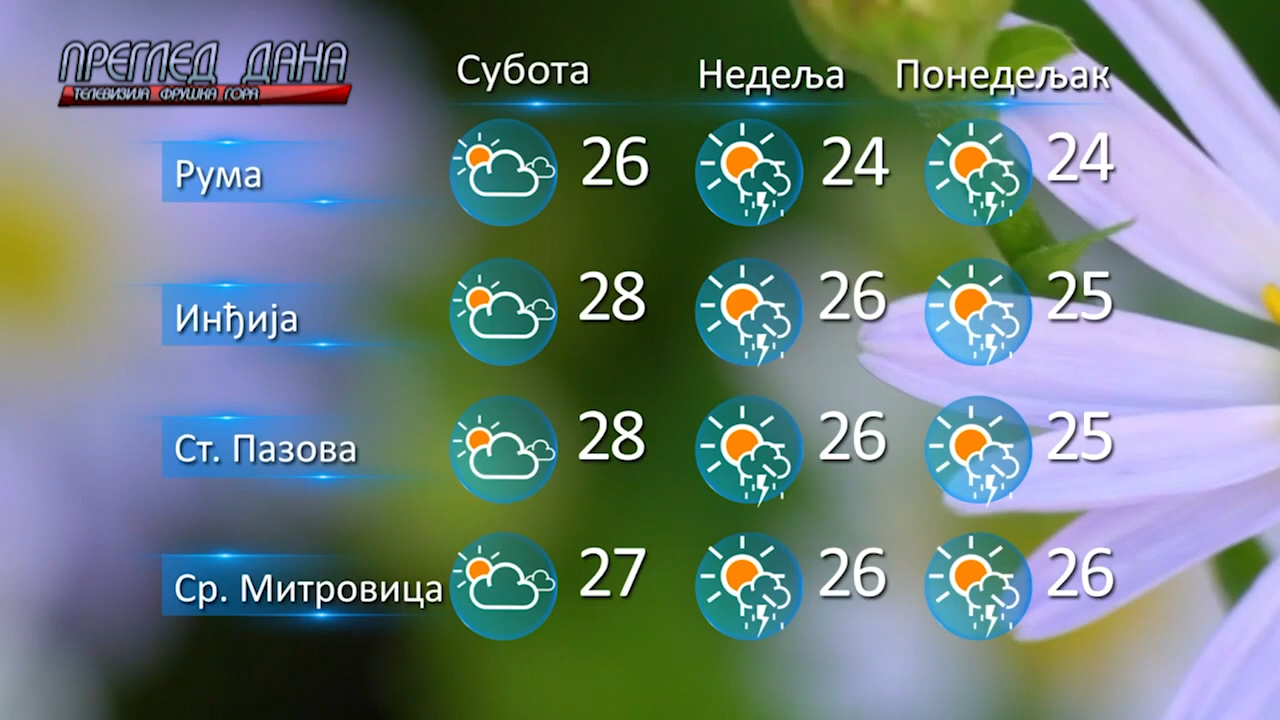 ПРЕГЛЕД ДАНА
ТЕЛЕВИЗИЈА ФРУШКА ГОРА
Субота Недеља Понедељак
Рума 26 24 24
Инђија 28 26 25
Ст. Пазова 28 26 25
Ср. Митровица 27 26 26